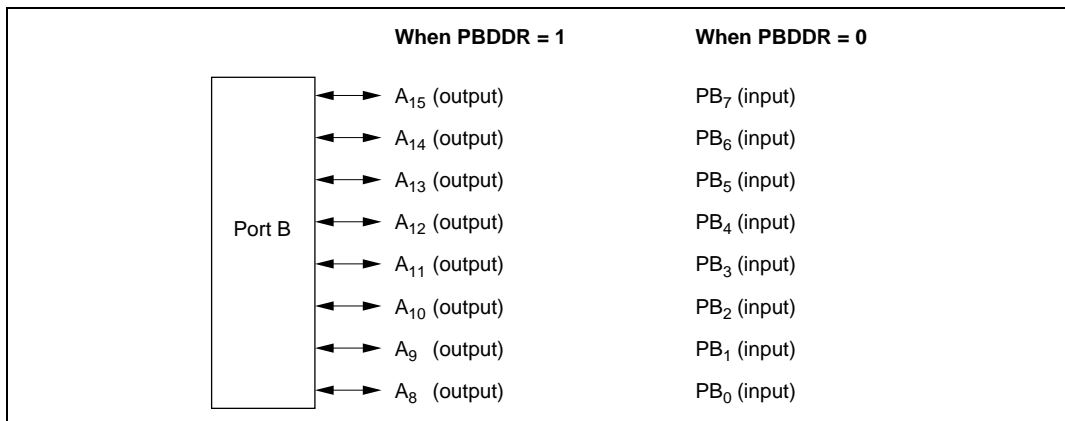 When PBDDR = 1 When PBDDR = 0
A15 (output) PB7 (input)
A14 (output) PB6 (input)
A13 (output) PB5 (input)
Port B A12 (output) PB4 (input)
A11 (output) PB3 (input)
A10 (output) PB2 (input)
A9 (output) PB1 (input)
A8 (output) PB0 (input)